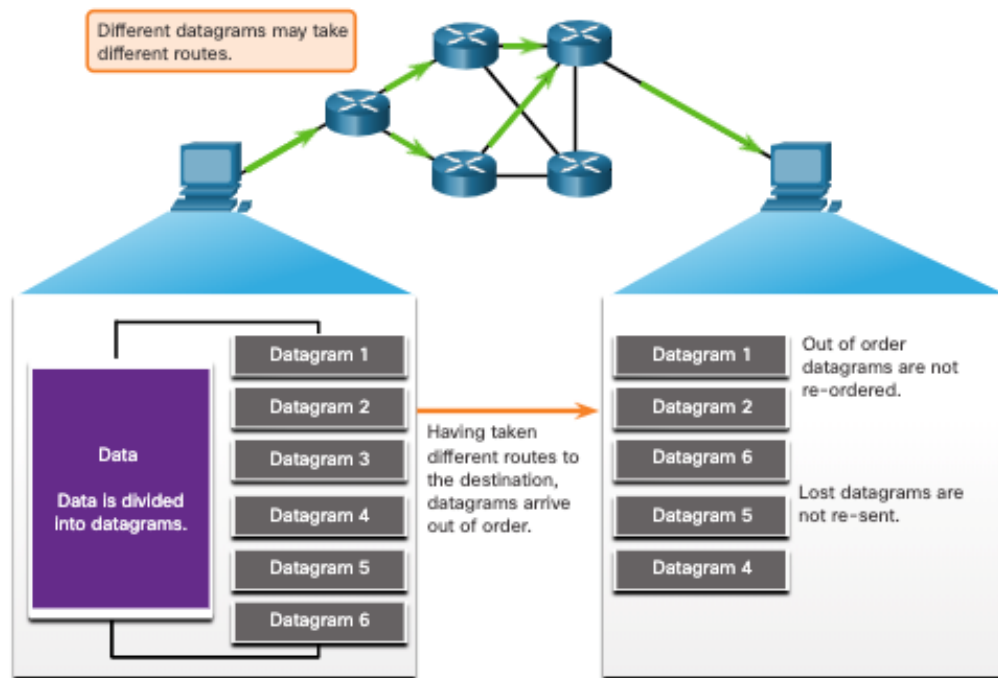 Different datagrams may take
different routes.
Data
Data is divided
into datagrams.
Datagram 1
Datagram 2
Datagram 3
Datagram 4
Datagram 5
Datagram 6
Having taken
different routes to
the destination,
datagrams arrive
out of order.
Datagram 1
Datagram 2
Datagram 6
Datagram 5
Datagram 4
Out of order
datagrams are not
re-ordered.
Lost datagrams are
not re-sent.